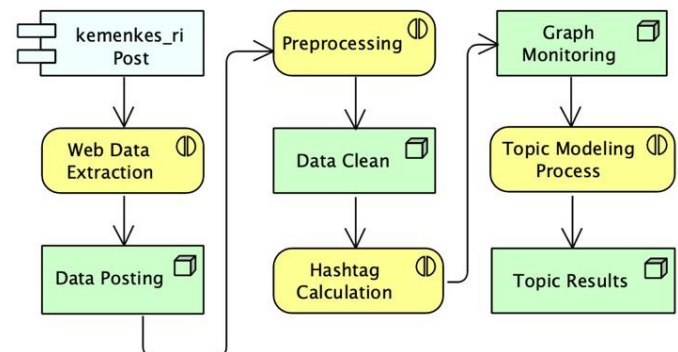 kemenkes_ri
Post
Web Data
Extraction
Data Posting
Preprocessing
Data Clean
Hashtag
Calculation
Graph
Monitoring
Topic Modeling
Process
Topic Results